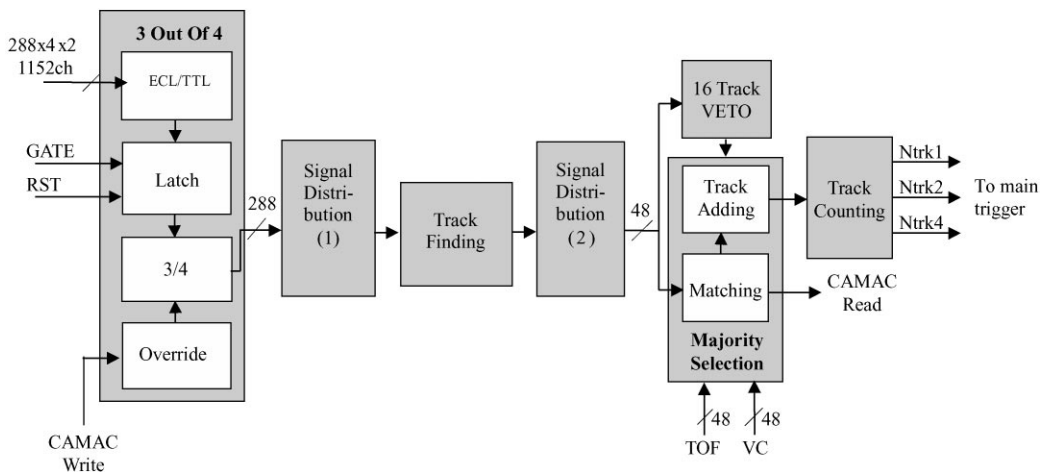 3 Out Of 4
288x4 x2
1152ch
ECL/TTL
GATE
RST
Latch
3/4
Override
CAMAC
Write
288
Signal
Distri-
bution
(1)
Track
Finding
Signal
Distri-
bution
(2)
48
16 Track
VETO
Track
Adding
Matching
Majority
Selection
48
48
TOF
VC
Track
Counting
Ntrk1
Ntrk2
Ntrk4
To main
trigger
CAMAC
Read